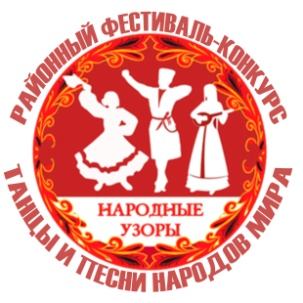 РАЙОННЫЙ ФЕСТИВАЛЬ-КОНКУРС
НАРОДНЫЕ
УЗОРЫ
ТАНЦЫ И ПЕСНИ НАРОДОВ МИРА